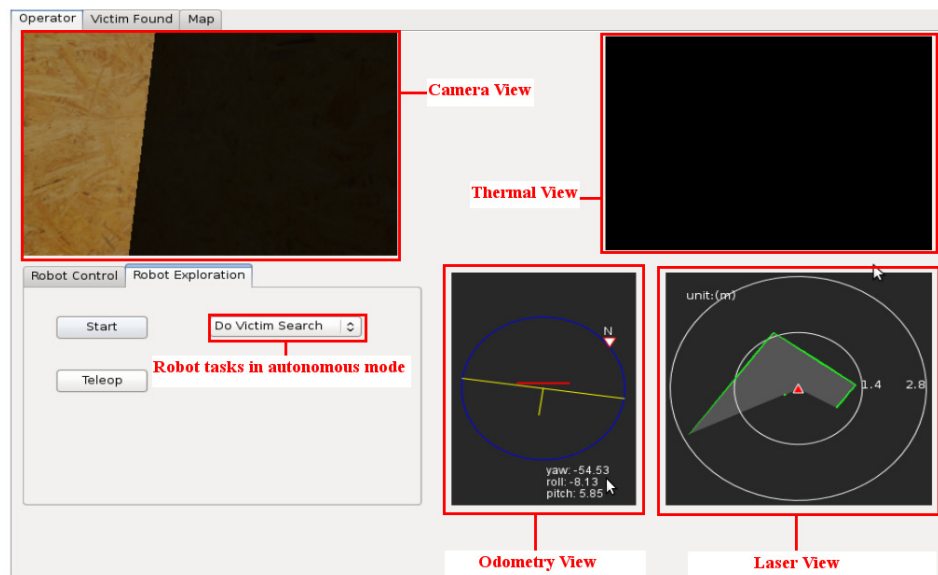 Operator Victim Found Map
Camera View
Thermal View
Robot Control Robot Exploration
Start
Do Victim Search
Robot tasks in autonomous mode
Teleop
N
yaw: -54.53
roll: -8.13
pitch: 5.85
unit:(m)
1.4 2.8
Odometry View
Laser View